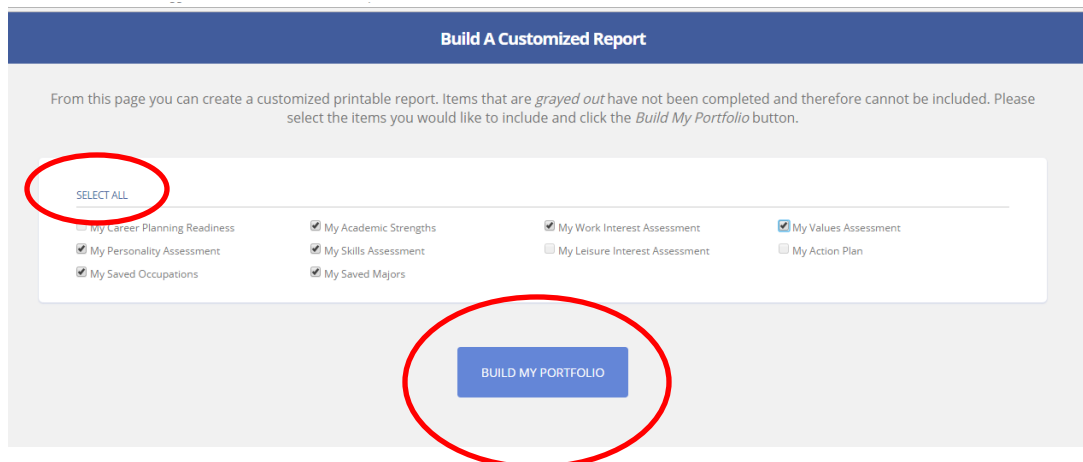 Build A Customized Report
From this page you can create a customized printable report. Items that are grayed out have not been completed and therefore cannot be included. Please
select the items you would like to include and click the Build My Portfolio button.
SELECT ALL
My Career Planning Readiness My Academic Strengths My Work Interest Assessment My Values Assessment
My Personality Assessment My Skills Assessment My Leisure Interest Assessment My Action Plan
My Saved Occupations My Saved Majors
BUILD MY PORTFOLIO